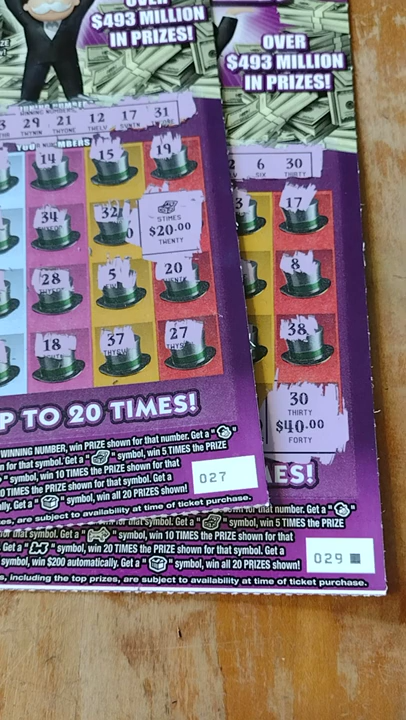 OVER
$493 MILLION
IN PRIZES!
29 21 12 17 31
THYONE TWELV
YOUR NUMBERS
14 15 19
34 32 5TIMES
$20.00
TWENTY
28 5 20
18 37 27
UP TO 20 TIMES!
WINNING NUMBER, win PRIZE shown for that number. Get a "
for that symbol. Get a " " symbol, win 5 TIMES the PRIZE
" symbol, win 10 TIMES the PRIZE shown for that
TIMES the PRIZE shown for that symbol. Get a
Get a " " symbol, win all 20 PRIZES shown!
are subject to availability at time of ticket purchase.
027
OVER
$493 MILLION
IN PRIZES!
6 30
SIX THIRTY
17
8
38
30
THIRTY
$40.00
FORTY
MES!
for that number. Get a "
for that symbol. Get a " " symbol, win 5 TIMES the PRIZE
Get a " " symbol, win 10 TIMES the PRIZE shown for that
Get a " " symbol, win 20 TIMES the PRIZE shown for that symbol. Get a
symbol, win $200 automatically. Get a " " symbol, win all 20 PRIZES shown!
including the top prizes, are subject to availability at time of ticket purchase.
029